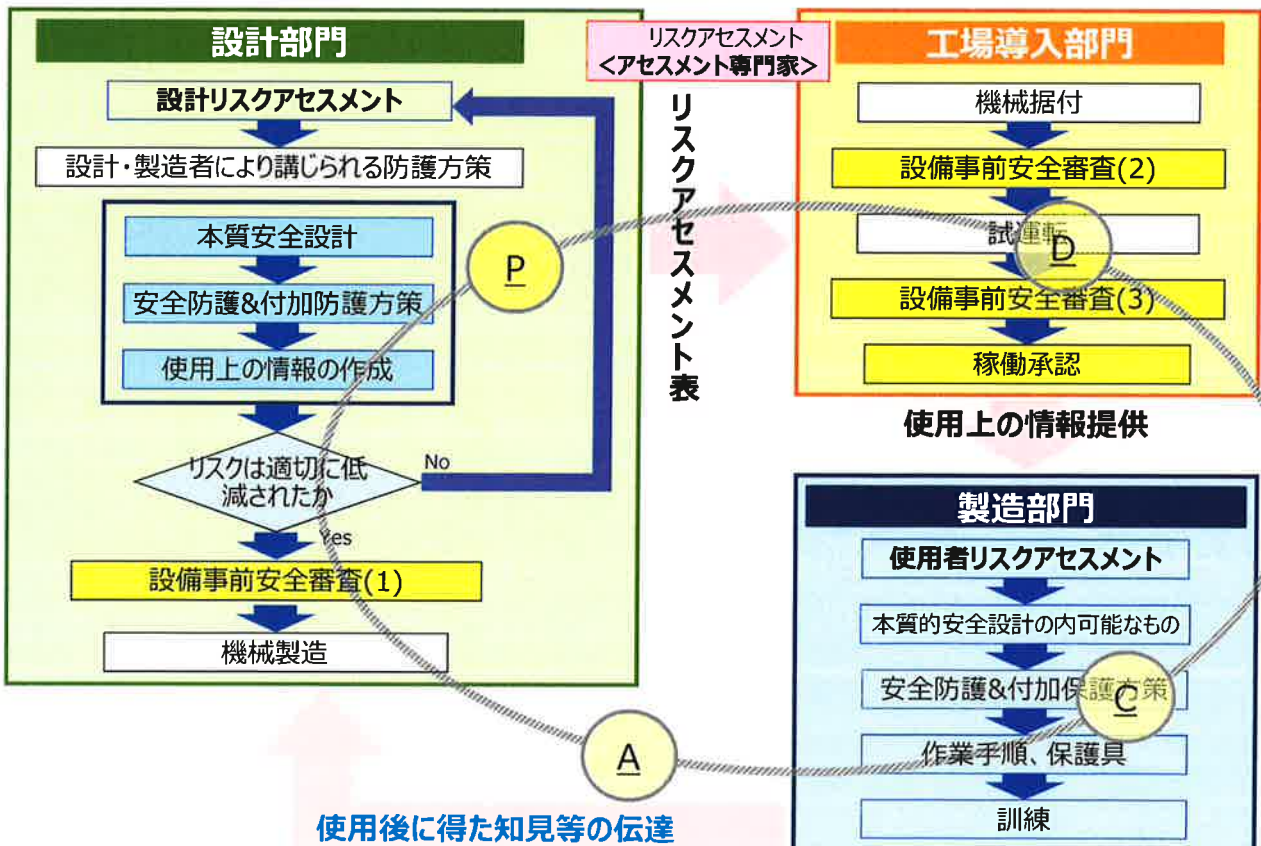 設計部門
設計リスクアセスメント
設計・製造者により講じられる防護方策
本質安全設計
安全防護&付加防護方策
使用上の情報の作成
リスクは適切に低
減されたか
No
Yes
設備事前安全審査(1)
機械製造
P
リスクアセスメント
<アセスメント専門家>
リスクアセスメント表
工場導入部門
機械据付
設備事前安全審査(2)
試運転
D
設備事前安全審査(3)
稼働承認
使用上の情報提供
製造部門
使用者リスクアセスメント
本質的安全設計の内可能なもの
安全防護&付加保護方策
C
作業手順、保護具
訓練
A
使用後に得た知見等の伝達